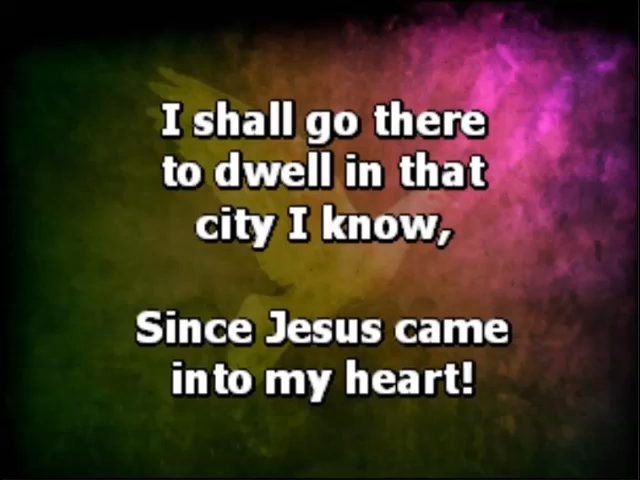 I shall go there
to dwell in that
city I know,
Since Jesus came
into my heart!